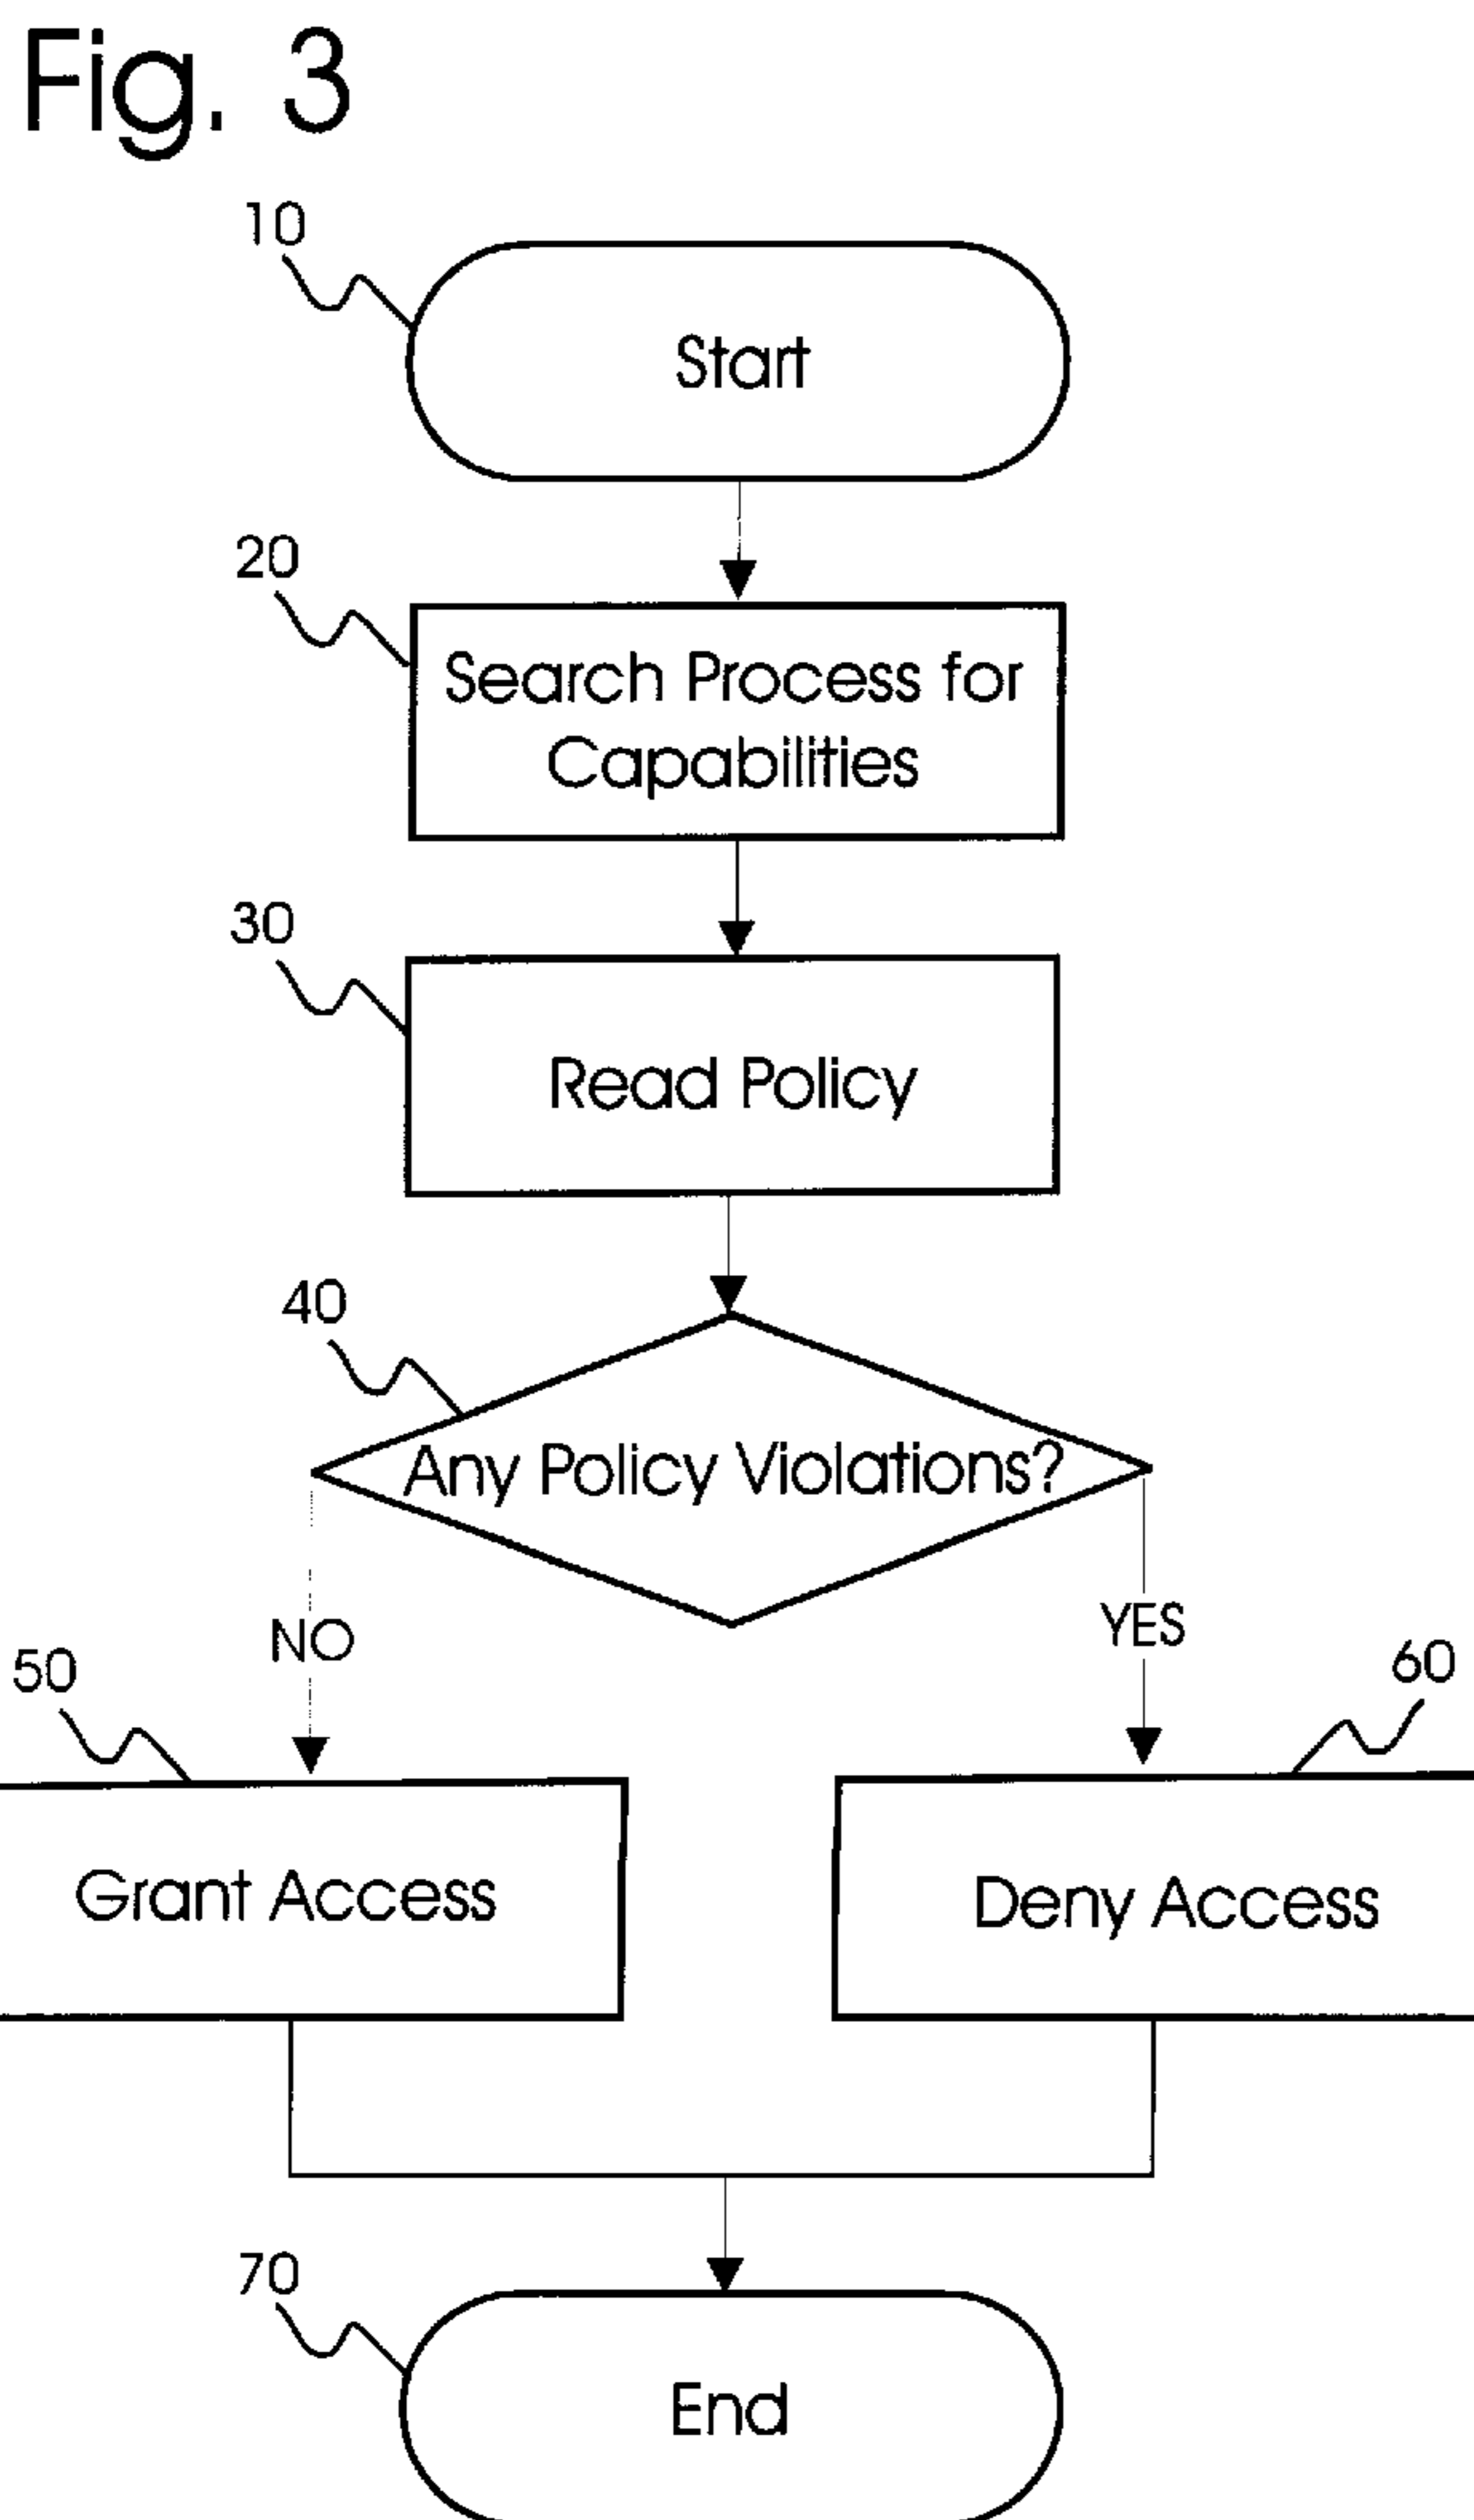 Fig. 3
10
Start
20
Search Process for
Capabilities
30
Read Policy
40
Any Policy Violations?
NO
YES
50
60
Grant Access
Deny Access
70
End